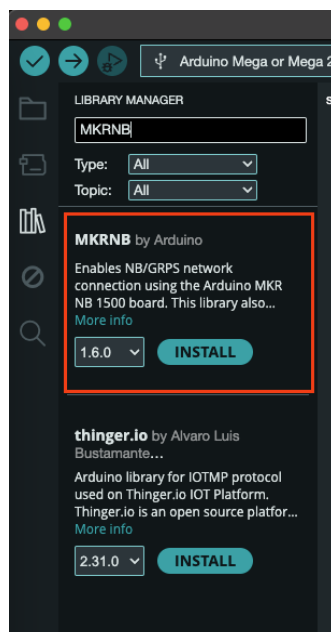 Arduino Mega or Mega 2
LIBRARY MANAGER
MKRNB
Type: All
Topic: All
MKRNB by Arduino
Enables NB/GRPS network
connection using the Arduino MKR
NB 1500 board. This library also...
More info
1.6.0 INSTALL
thinger.io by Alvaro Luis
Bustamante...
Arduino library for IOTMP protocol
used on Thinger.io IOT Platform.
Thinger.io is an open source platfor...
More info
2.31.0 INSTALL